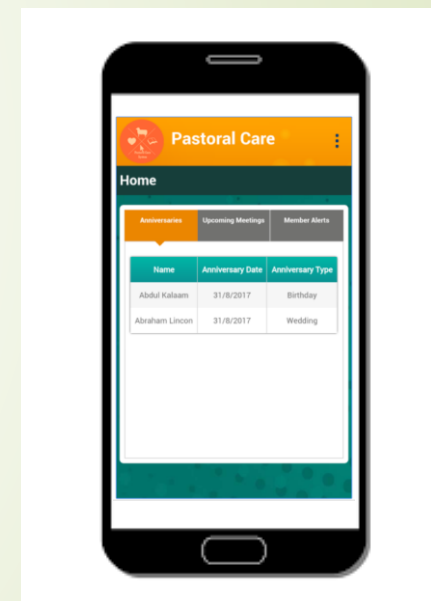 Pastoral Care
Home
Anniversaries Upcoming Meetings Member Alerts
Name Anniversary Date Anniversary Type
Abdul Kalaam 31/8/2017 Birthday
Abraham Lincon 31/8/2017 Wedding